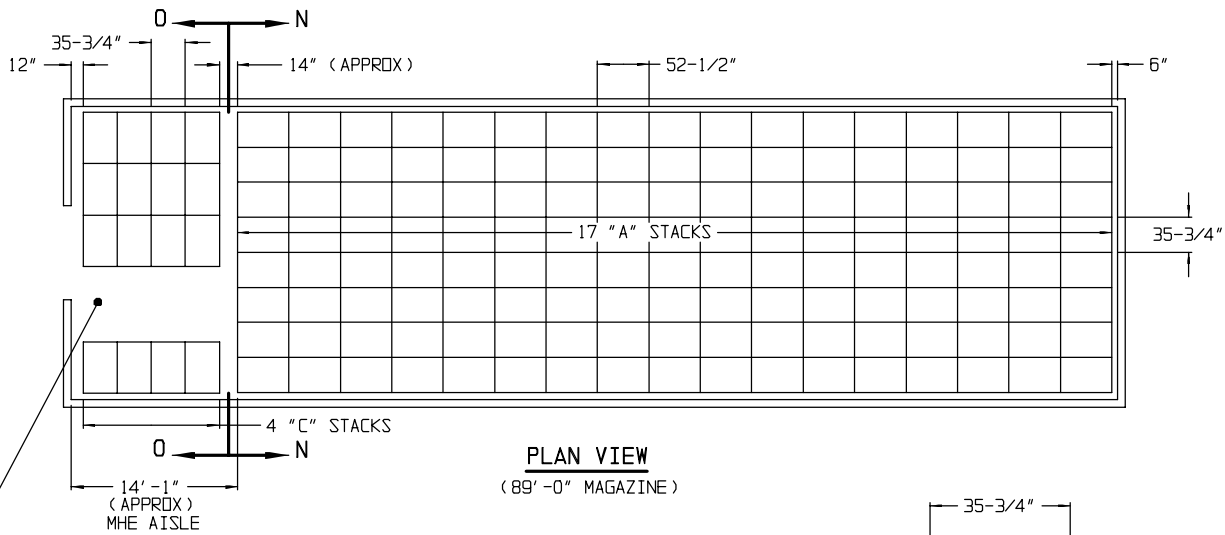 O N
35-3/4"
12" 14" (APPROX) 52-1/2" 6"
17 "A" STACKS
35-3/4"
4 "C" STACKS
O N
PLAN VIEW
(89'-0" MAGAZINE)
14'-1"
(APPROX)
MHE AISLE
35-3/4"